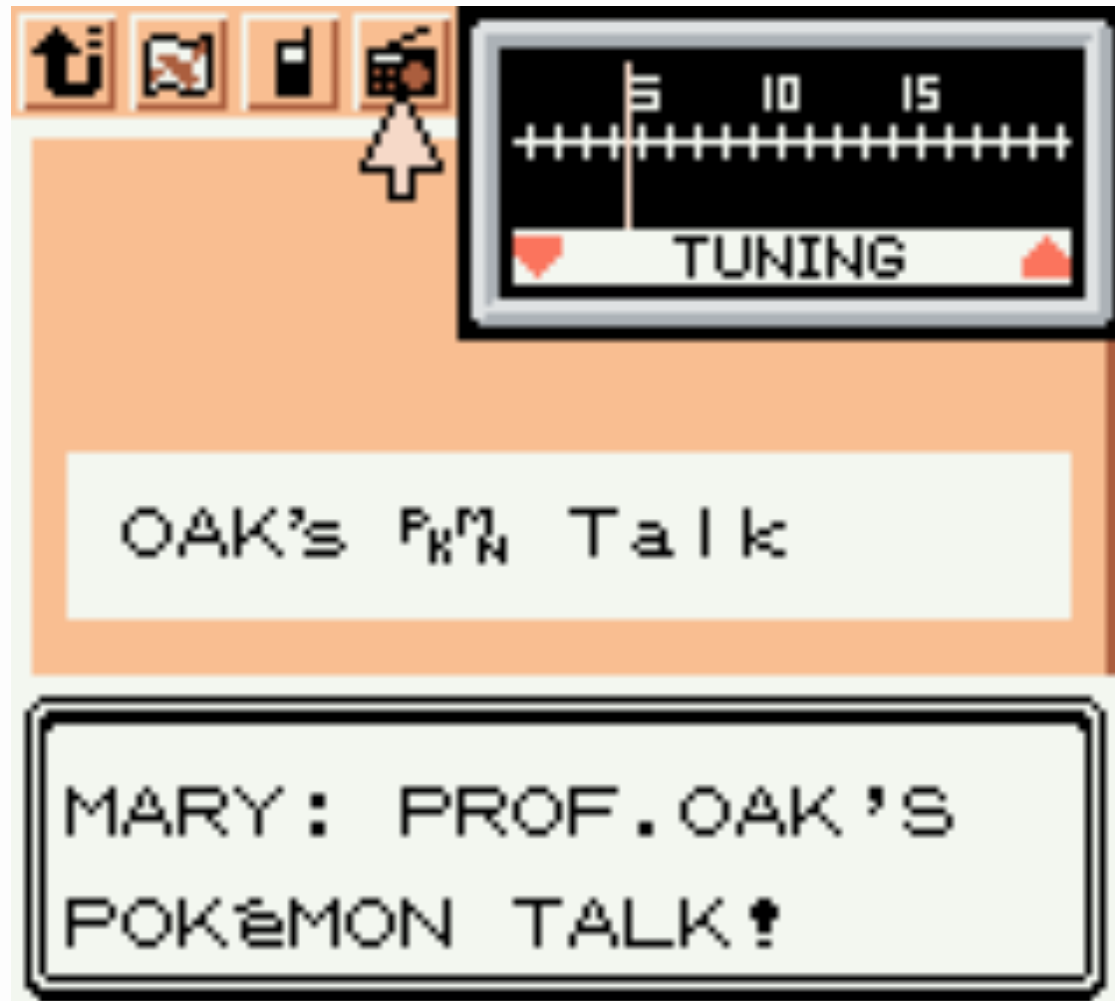 5 10 15
TUNING
OAK's PKMN Talk
MARY: PROF.OAK'S
POKéMON TALK!